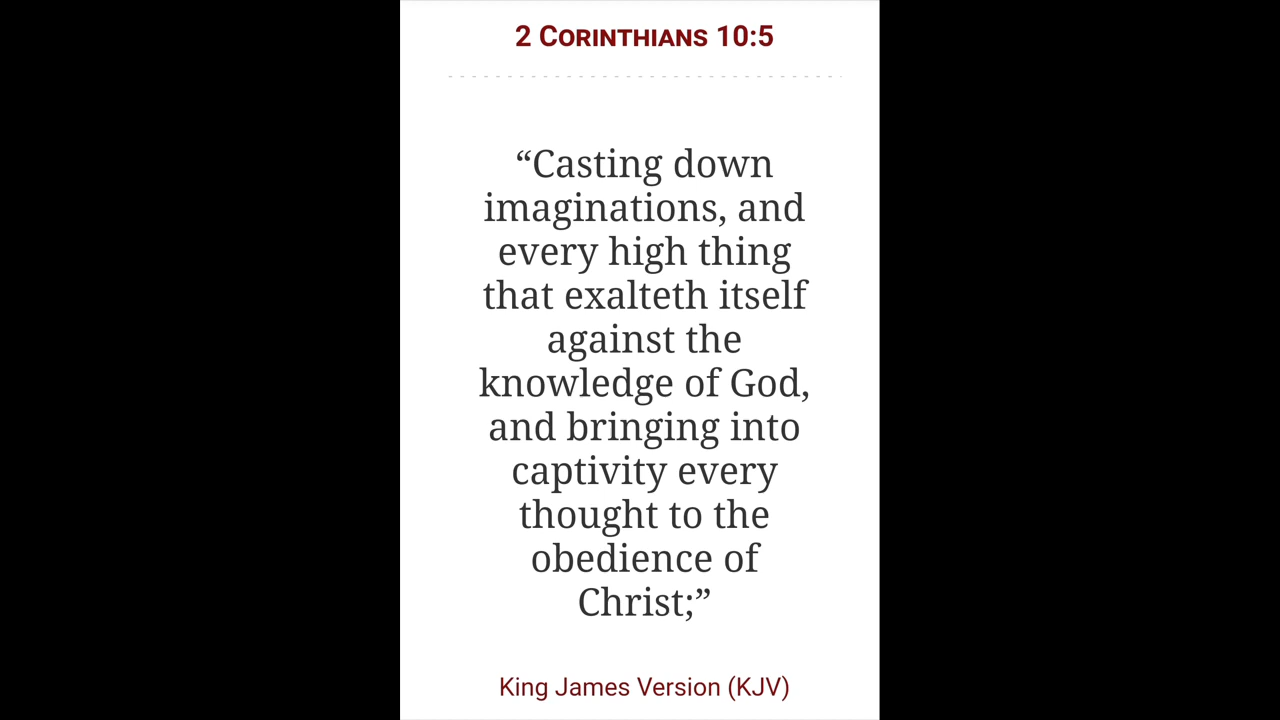 2 Corinthians 10:5
“Casting down
imaginations, and
every high thing
that exalteth itself
against the
knowledge of God,
and bringing into
captivity every
thought to the
obedience of
Christ;”
King James Version (KJV)